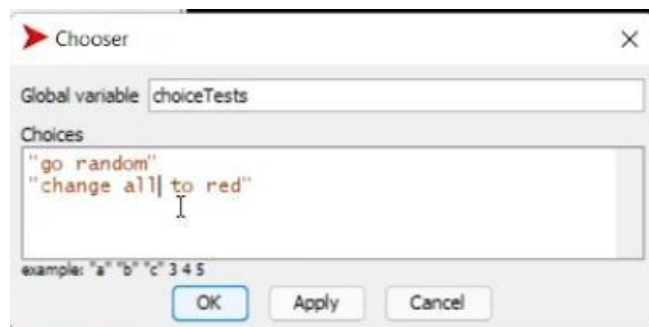 Chooser
Global variable choiceTests
Choices
"go random"
"change all to red"
example: "a" "b" "c" 3 4 5
OK Apply Cancel